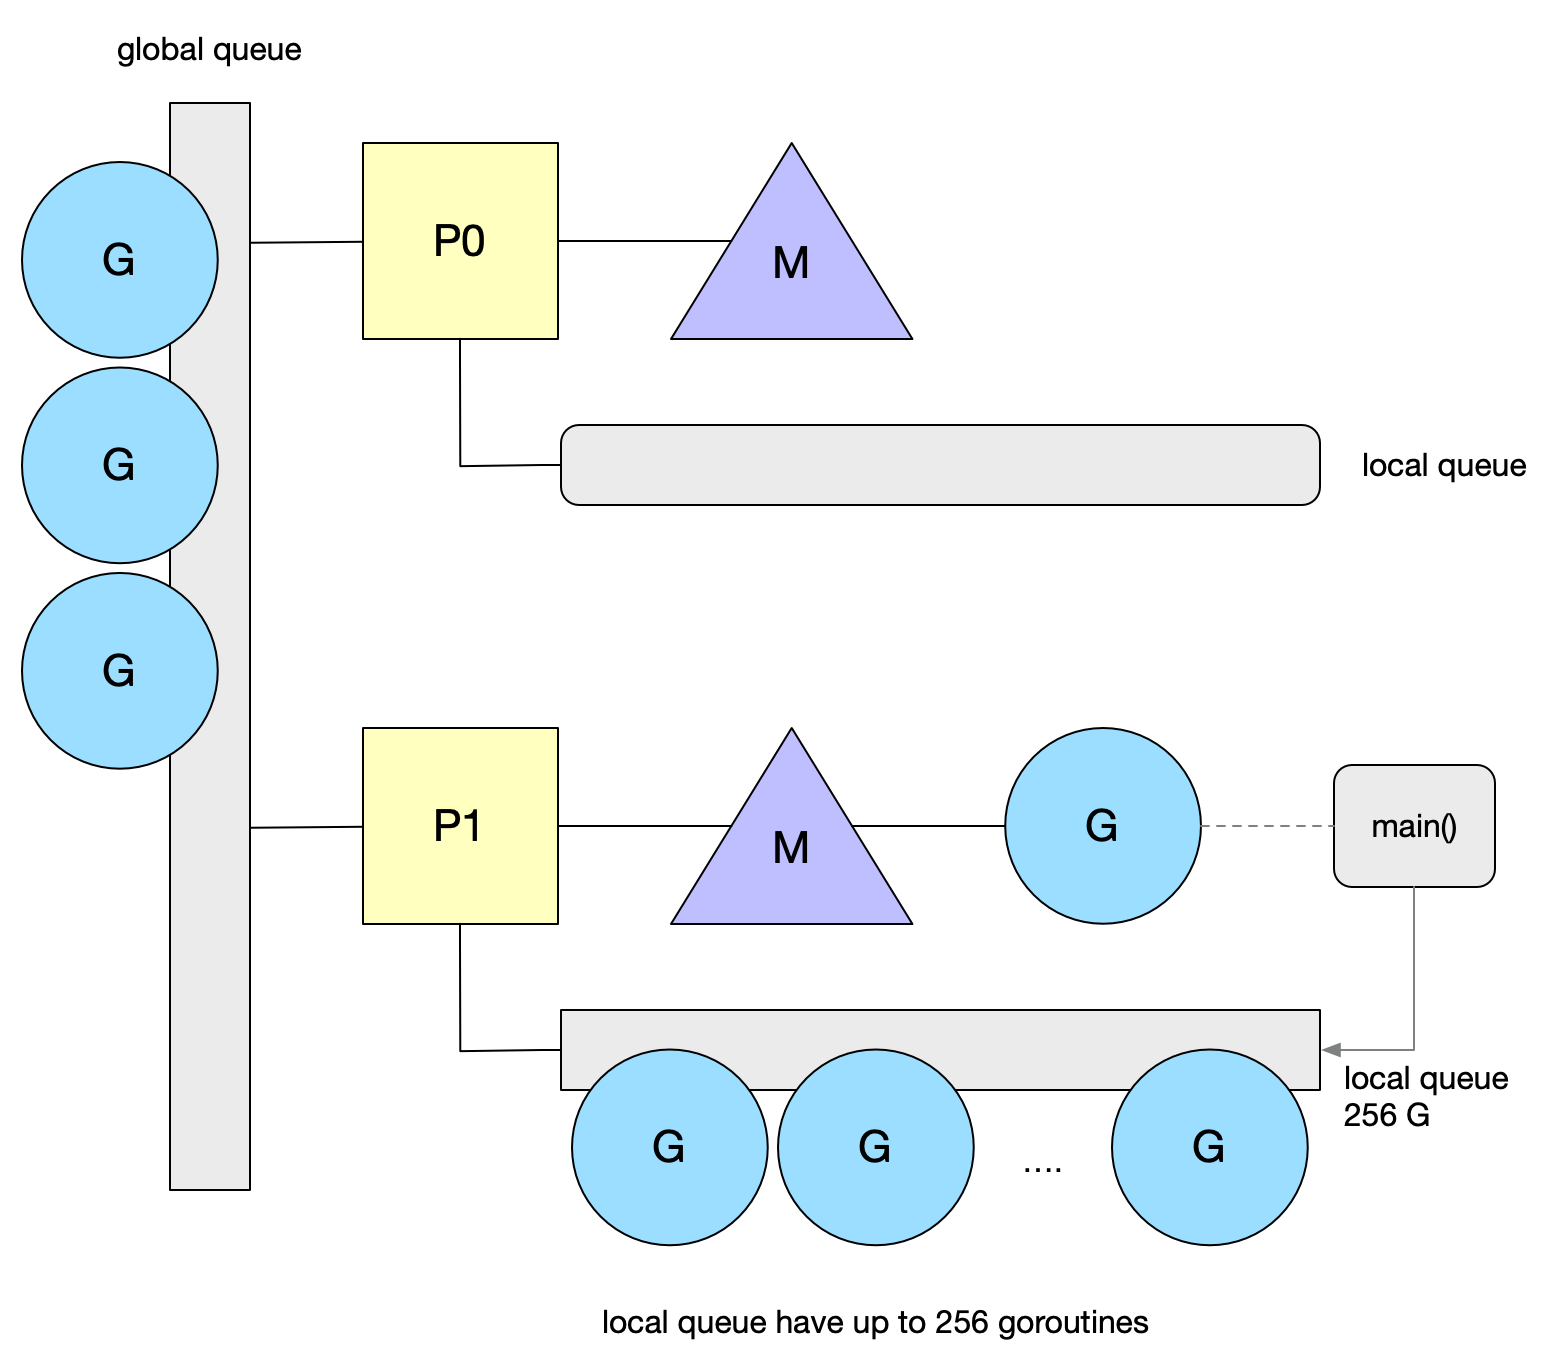 global queue
G
P0
M
G
local queue
G
P1
M
G
main()
local queue
256 G
G
G
....
G
local queue have up to 256 goroutines